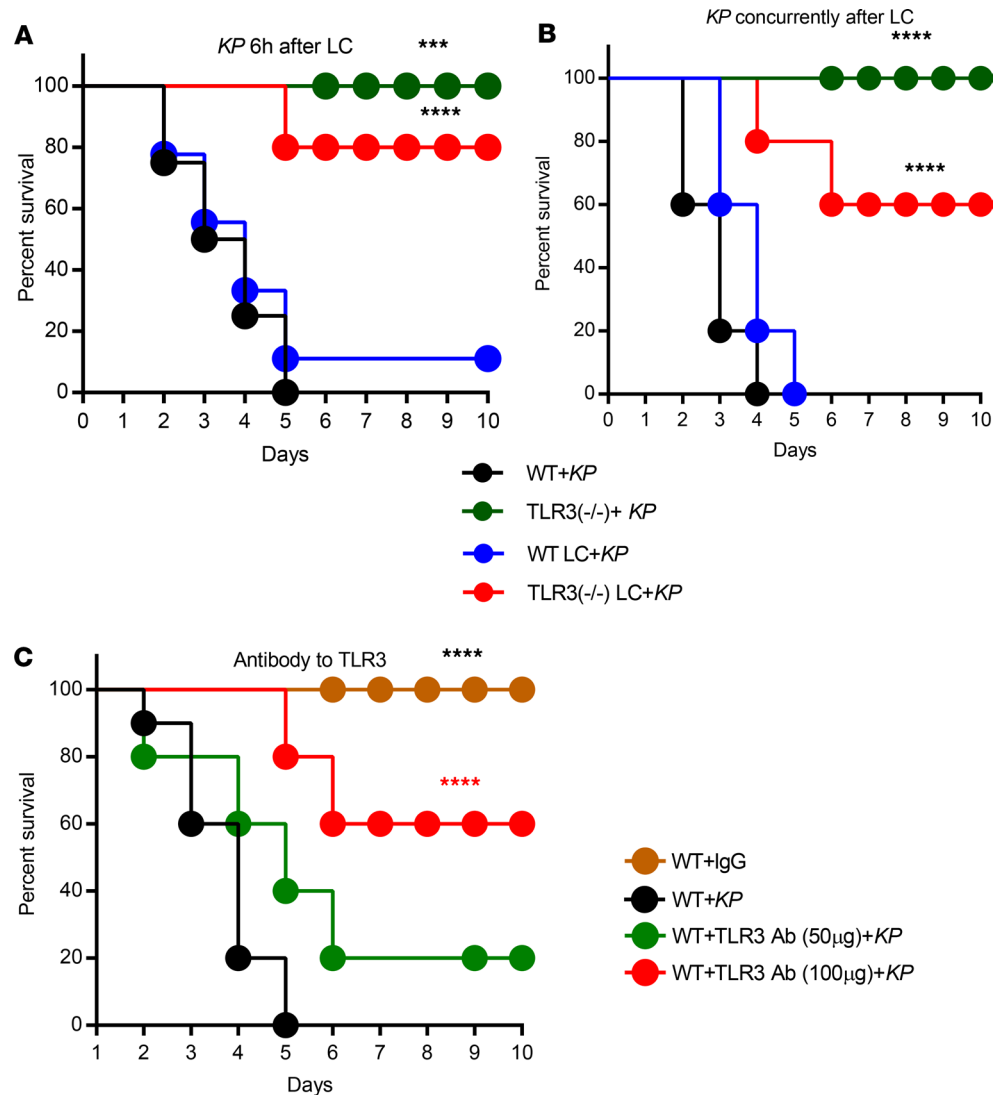 A
KP 6h after LC
***
****
Percent survival
100
80
60
40
20
0
0 1 2 3 4 5 6 7 8 9 10
Days
B
KP concurrently after LC
****
****
Percent survival
100
80
60
40
20
0
0 1 2 3 4 5 6 7 8 9 10
Days
WT+KP
TLR3(-/-)+ KP
WT LC+KP
TLR3(-/-) LC+KP
C
Antibody to TLR3
****
****
Percent survival
100
80
60
40
20
0
1 2 3 4 5 6 7 8 9 10
Days
WT+IgG
WT+KP
WT+TLR3 Ab (50μg)+KP
WT+TLR3 Ab (100μg)+KP